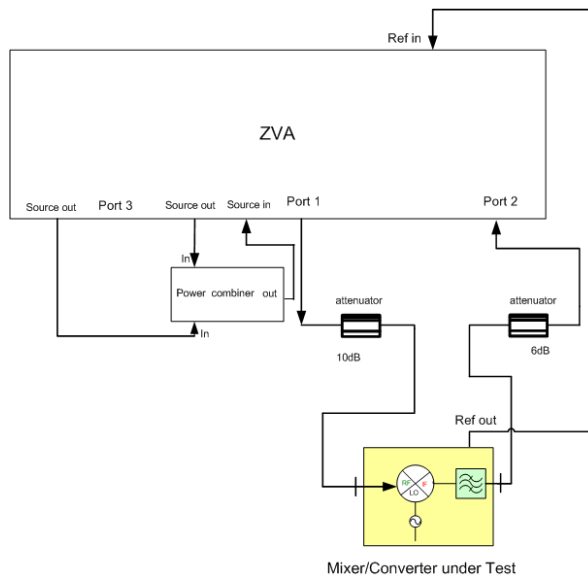 Ref in
ZVA
Source out
Port 3
Source out
Source in
Port 1
Port 2
In
Power combiner out
In
attenuator
10dB
attenuator
6dB
Ref out
RF
IF
LO
Mixer/Converter under Test